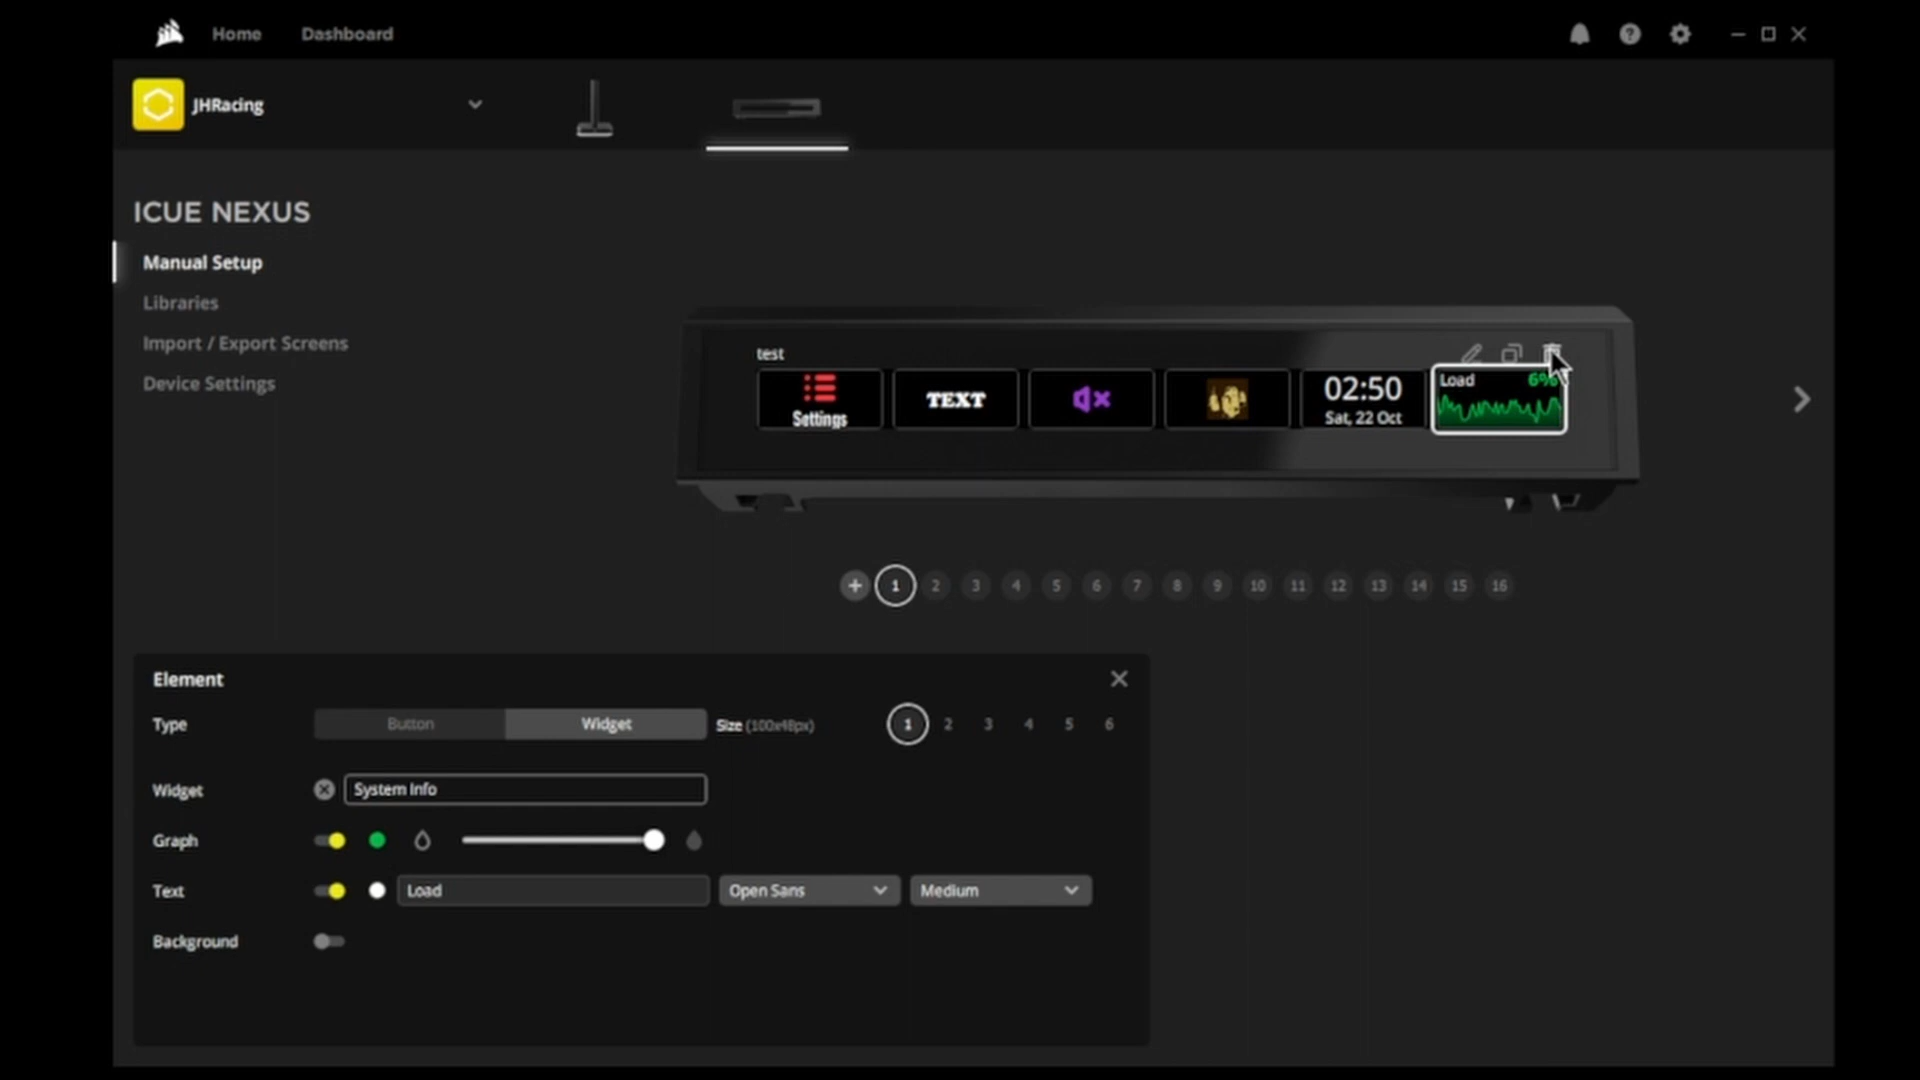 Home
Dashboard
JHRacing
ICUE NEXUS
Manual Setup
Libraries
Import / Export Screens
Device Settings
test
Settings
TEXT
02:50
Sat, 22 Oct
Load 6%
1 2 3 4 5 6 7 8 9 10 11 12 13 14 15 16
Element
Type Button Widget Size (100x48px) 1 2 3 4 5 6
Widget System Info
Graph
Text Load Open Sans Medium
Background